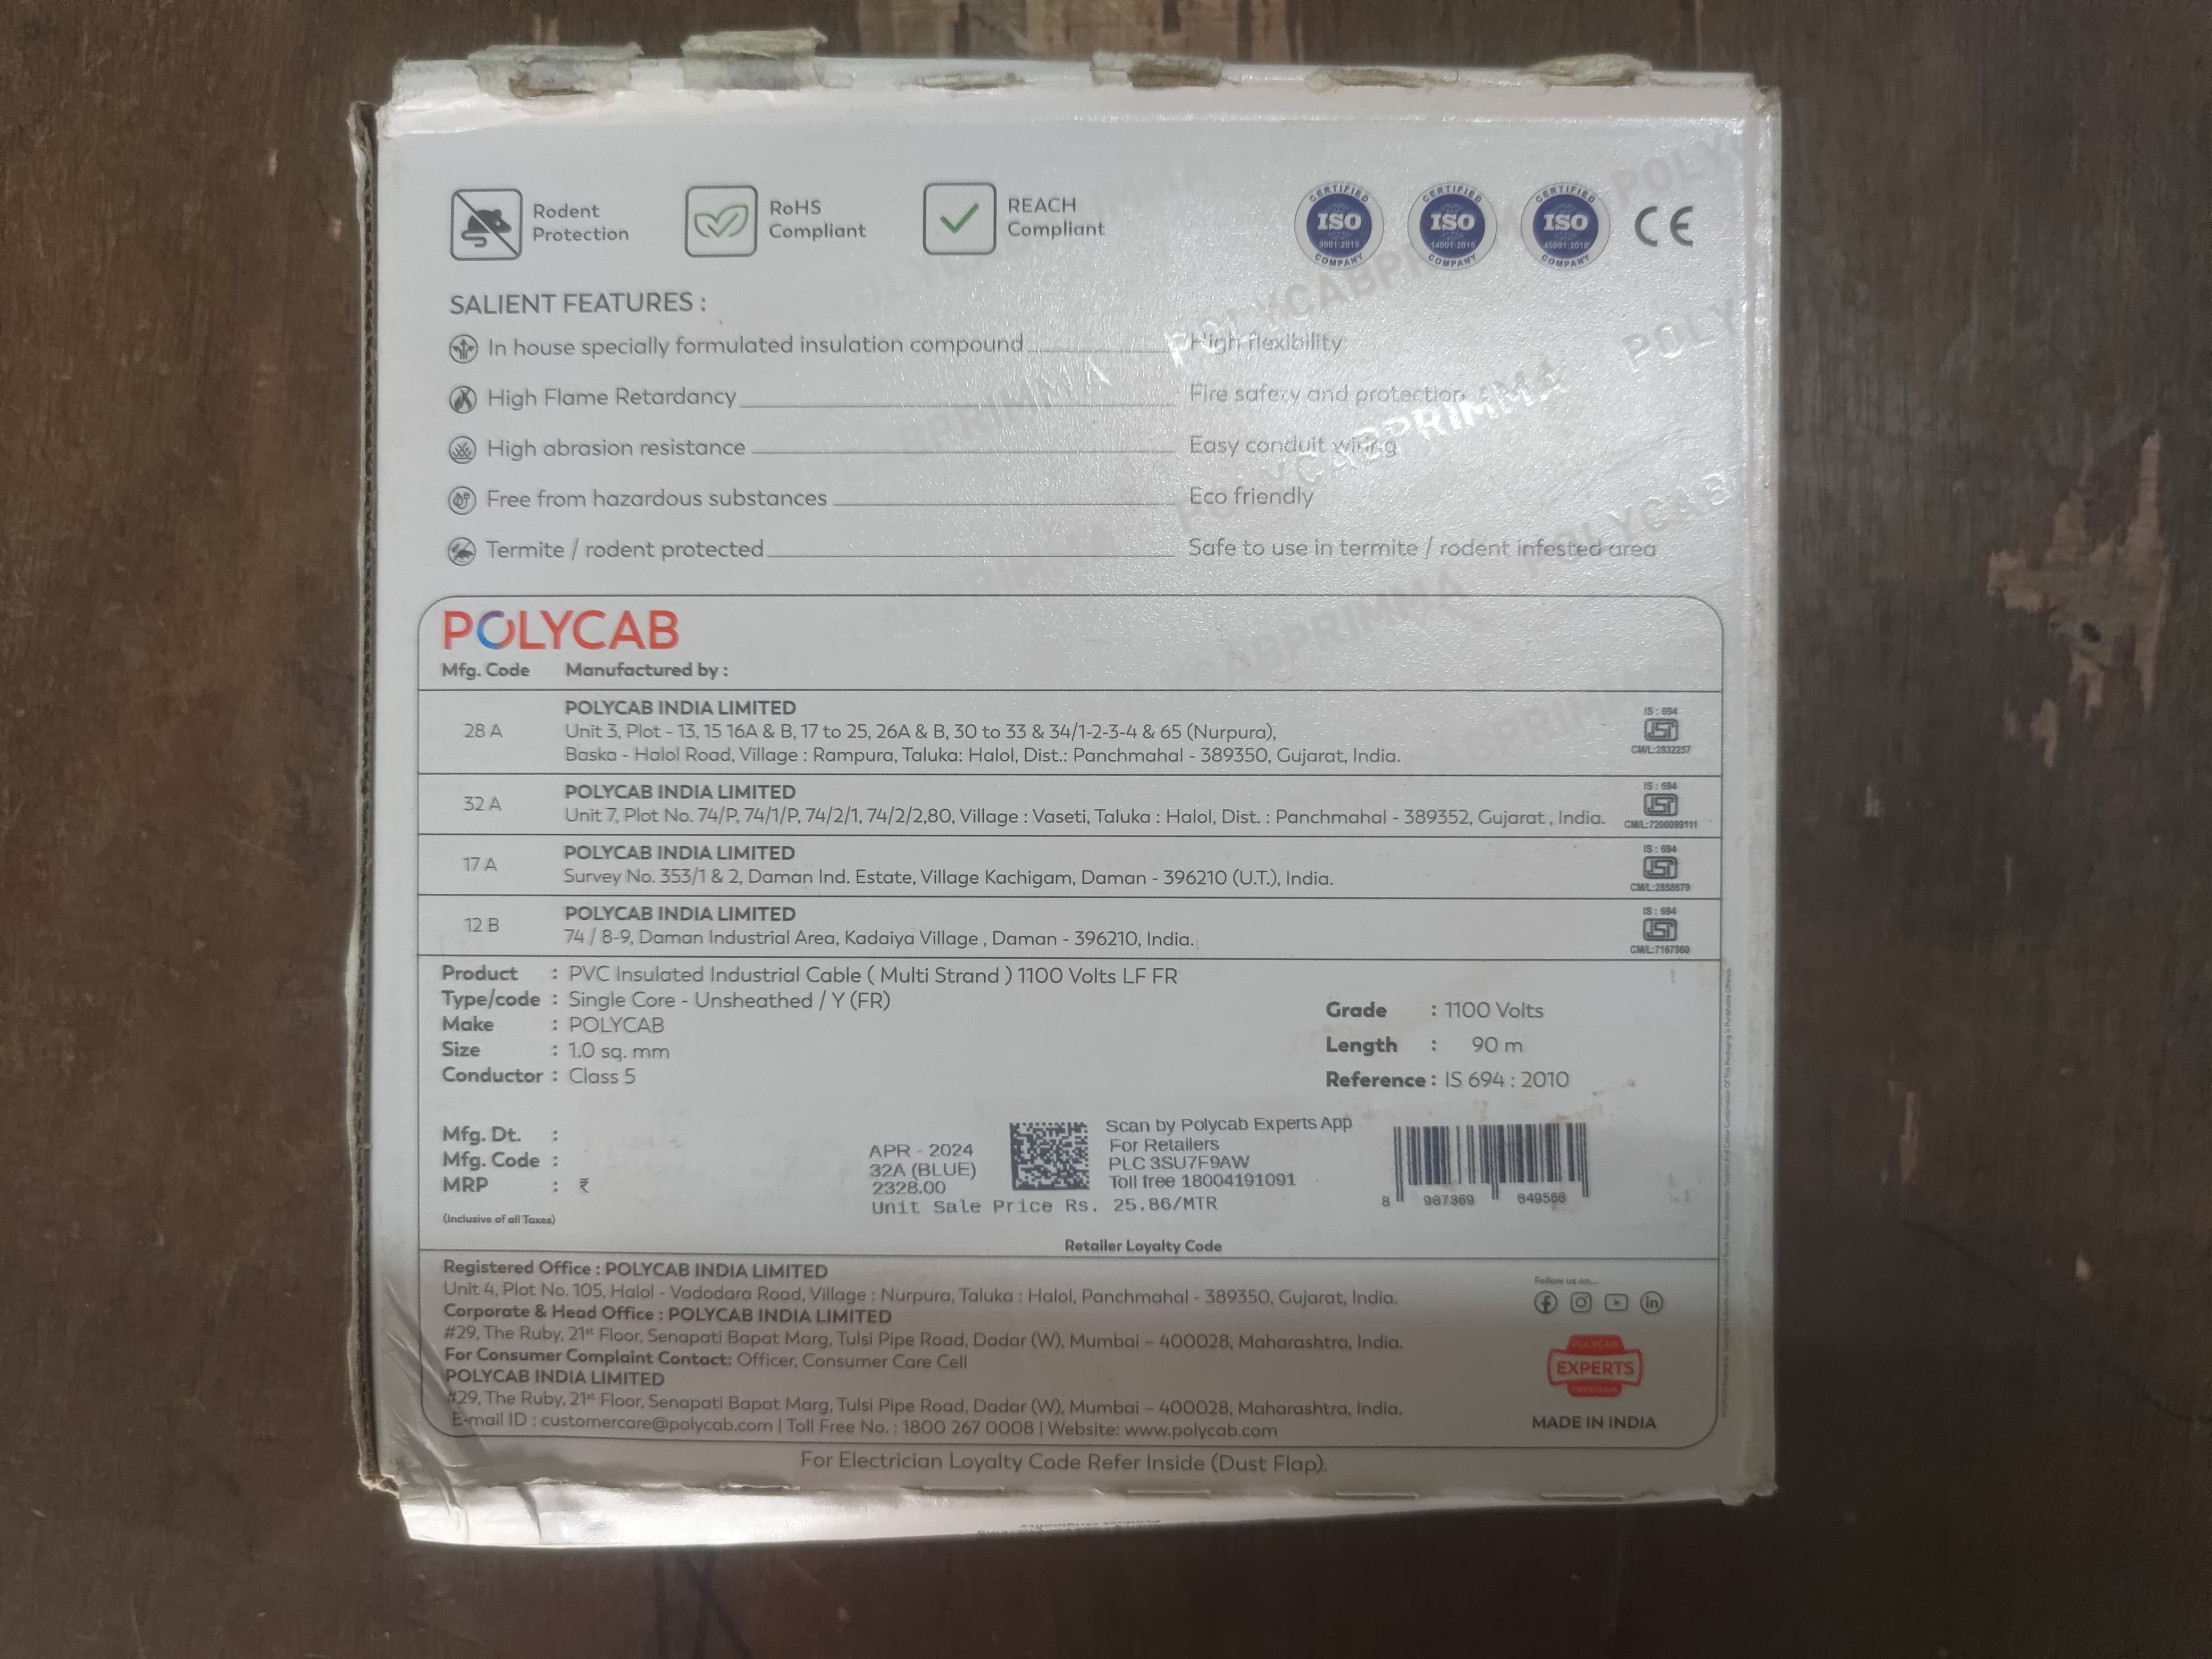 Rodent
Protection
RoHS
Compliant
REACH
Compliant
CERTIFIED ISO 9001:2015 COMPANY
CERTIFIED ISO 14001:2015 COMPANY
CERTIFIED ISO 45001:2018 COMPANY
CE
SALIENT FEATURES :
In house specially formulated insulation compound High flexibility
High Flame Retardancy Fire safety and protection
High abrasion resistance Easy conduit wiring
Free from hazardous substances Eco friendly
Termite / rodent protected Safe to use in termite / rodent infested area
POLYCABPRIMMA
POLYCAB
Mfg. Code Manufactured by :
28 A
POLYCAB INDIA LIMITED
Unit 3, Plot - 13, 15 16A & B, 17 to 25, 26A & B, 30 to 33 & 34/1-2-3-4 & 65 (Nurpura),
Baska - Halol Road, Village : Rampura, Taluka: Halol, Dist.: Panchmahal - 389350, Gujarat, India.
IS : 694
CM/L:2832257
32 A
POLYCAB INDIA LIMITED
Unit 7, Plot No. 74/P, 74/1/P, 74/2/1, 74/2/2,80, Village : Vaseti, Taluka : Halol, Dist. : Panchmahal - 389352, Gujarat , India.
IS : 694
CM/L:7200099111
17 A
POLYCAB INDIA LIMITED
Survey No. 353/1 & 2, Daman Ind. Estate, Village Kachigam, Daman - 396210 (U.T.), India.
IS : 694
CM/L:2858679
12 B
POLYCAB INDIA LIMITED
74 / 8-9, Daman Industrial Area, Kadaiya Village , Daman - 396210, India.
IS : 694
CM/L:7167980
Product : PVC Insulated Industrial Cable ( Multi Strand ) 1100 Volts LF FR
Type/code : Single Core - Unsheathed / Y (FR)
Make : POLYCAB
Size : 1.0 sq. mm
Conductor : Class 5
Grade : 1100 Volts
Length : 90 m
Reference : IS 694 : 2010
Mfg. Dt. : APR - 2024
Mfg. Code : 32A (BLUE)
MRP : ₹ 2328.00
(Inclusive of all Taxes)
Unit Sale Price Rs. 25.86/MTR
Scan by Polycab Experts App
For Retailers
PLC 3SU7F9AW
Toll free 18004191091
8 907369 049560
Retailer Loyalty Code
Registered Office : POLYCAB INDIA LIMITED
Unit 4, Plot No. 105, Halol - Vadodara Road, Village : Nurpura, Taluka : Halol, Panchmahal - 389350, Gujarat, India.
Corporate & Head Office : POLYCAB INDIA LIMITED
#29, The Ruby, 21st Floor, Senapati Bapat Marg, Tulsi Pipe Road, Dadar (W), Mumbai – 400028, Maharashtra, India.
For Consumer Complaint Contact: Officer, Consumer Care Cell
POLYCAB INDIA LIMITED
#29, The Ruby, 21st Floor, Senapati Bapat Marg, Tulsi Pipe Road, Dadar (W), Mumbai – 400028, Maharashtra, India.
E-mail ID : customercare@polycab.com | Toll Free No. : 1800 267 0008 | Website: www.polycab.com
Follow us on...
POLYCAB
EXPERTS
PROGRAM
MADE IN INDIA
For Electrician Loyalty Code Refer Inside (Dust Flap).